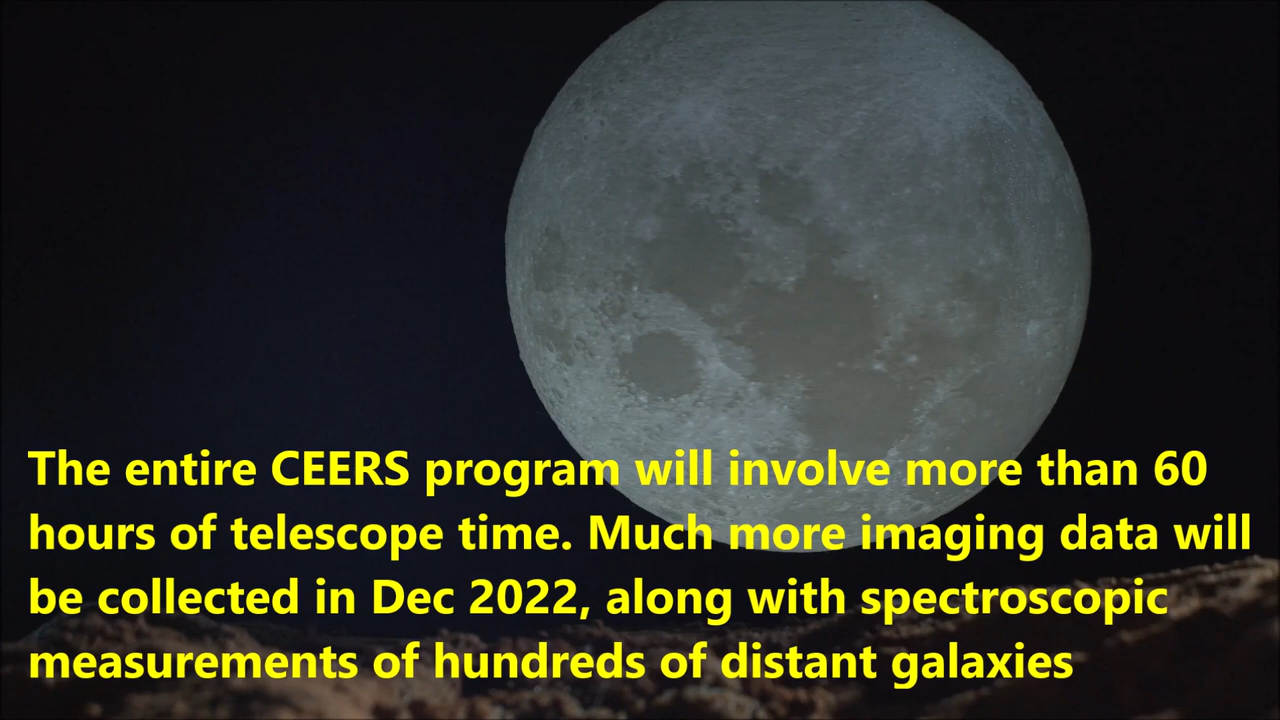 The entire CEERS program will involve more than 60
hours of telescope time. Much more imaging data will
be collected in Dec 2022, along with spectroscopic
measurements of hundreds of distant galaxies